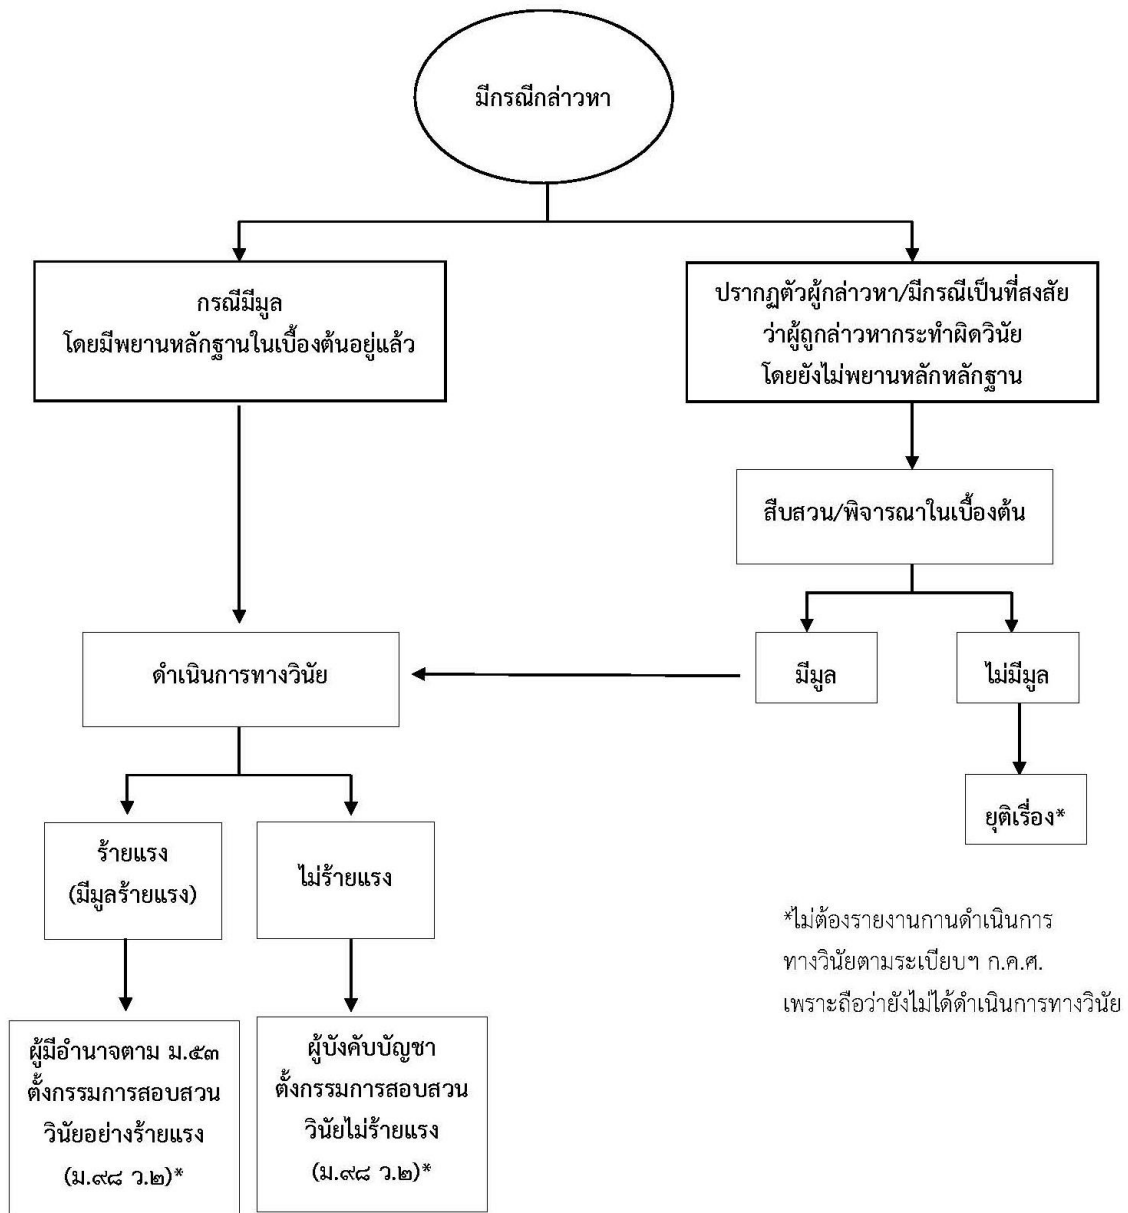 มีกรณีกล่าวหา
กรณีมีมูล
โดยมีพยานหลักฐานในเบื้องต้นอยู่แล้ว
ปรากฏตัวผู้กล่าวหา/มีกรณีเป็นที่สงสัย
ว่าผู้ถูกล่าวหากระทำผิดวินัย
โดยยังไม่พยานหลักหลักฐาน
สืบสวน/พิจารณาในเบื้องต้น
ดำเนินการทางวินัย
มีมูล
ไม่มีมูล
ยุติเรื่อง*
ร้ายแรง
(มีมูลร้ายแรง)
ไม่ร้ายแรง
*ไม่ต้องรายงานกานดำเนินการ
ทางวินัยตามระเบียบฯ ก.ค.ศ.
เพราะถือว่ายังไม่ได้ดำเนินการทางวินัย
ผู้มีอำนาจตาม ม.๕๓
ตั้งกรรมการสอบสวน
วินัยอย่างร้ายแรง
(ม.๙๘ ว.๒)*
ผู้บังคับบัญชา
ตั้งกรรมการสอบสวน
วินัยไม่ร้ายแรง
(ม.๙๘ ว.๒)*